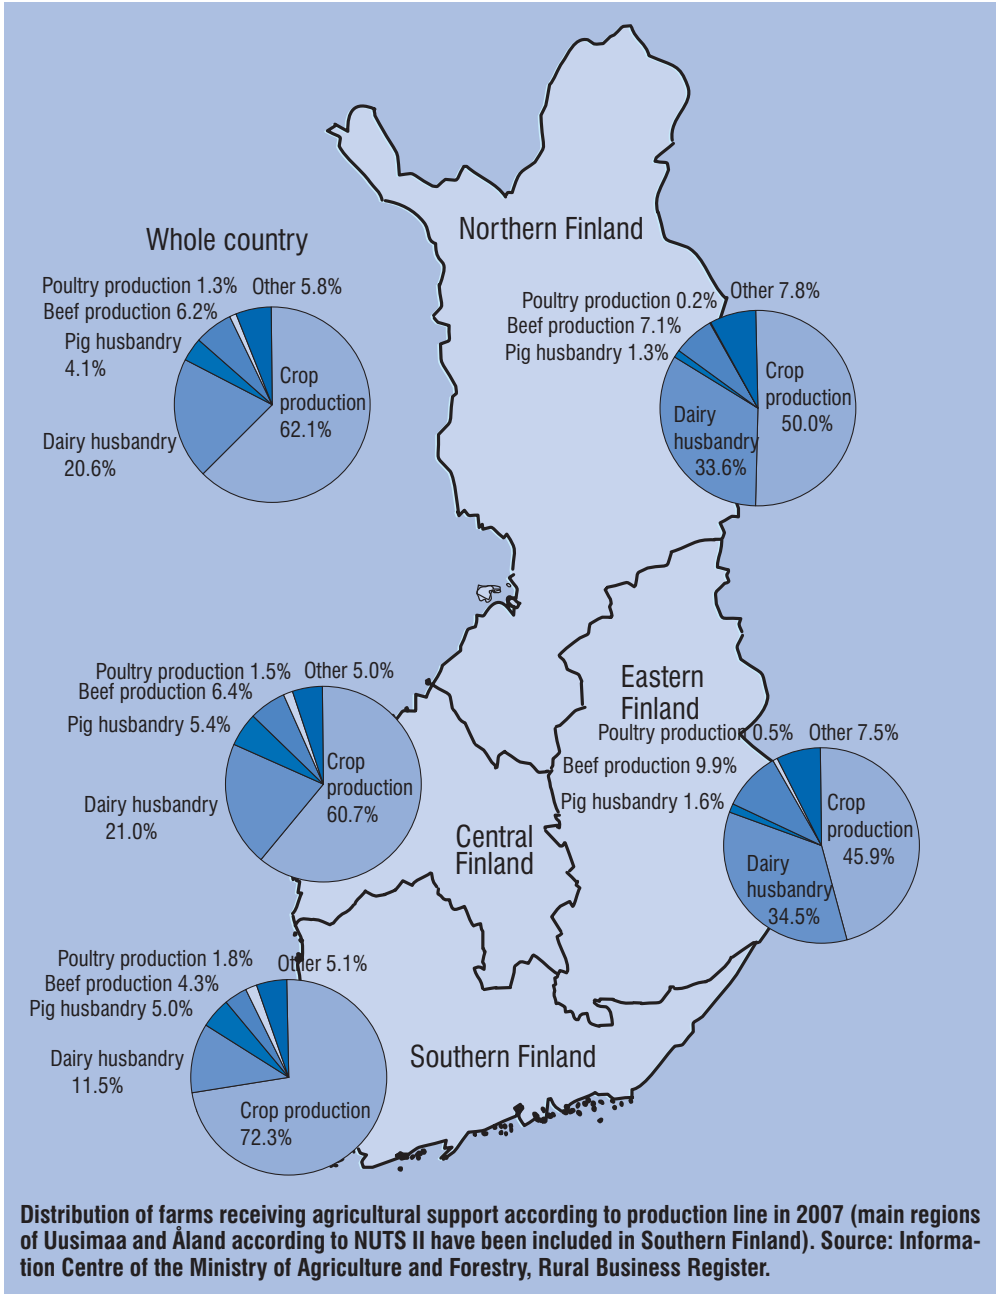 Northern Finland
Whole country
Poultry production 1.3%
Other 5.8%
Beef production 6.2%
Pig husbandry
4.1%
Crop
production
62.1%
Dairy husbandry
20.6%
Poultry production 0.2%
Other 7.8%
Beef production 7.1%
Pig husbandry 1.3%
Crop
production
50.0%
Dairy
husbandry
33.6%
Poultry production 1.5%
Other 5.0%
Beef production 6.4%
Pig husbandry 5.4%
Crop
production
60.7%
Dairy husbandry
21.0%
Central
Finland
Eastern
Finland
Poultry production 0.5%
Other 7.5%
Beef production 9.9%
Pig husbandry 1.6%
Crop
production
45.9%
Dairy
husbandry
34.5%
Poultry production 1.8%
Other 5.1%
Beef production 4.3%
Pig husbandry 5.0%
Dairy husbandry
11.5%
Crop production
72.3%
Southern Finland
Distribution of farms receiving agricultural support according to production line in 2007 (main regions
of Uusimaa and Åland according to NUTS II have been included in Southern Finland). Source: Informa-
tion Centre of the Ministry of Agriculture and Forestry, Rural Business Register.